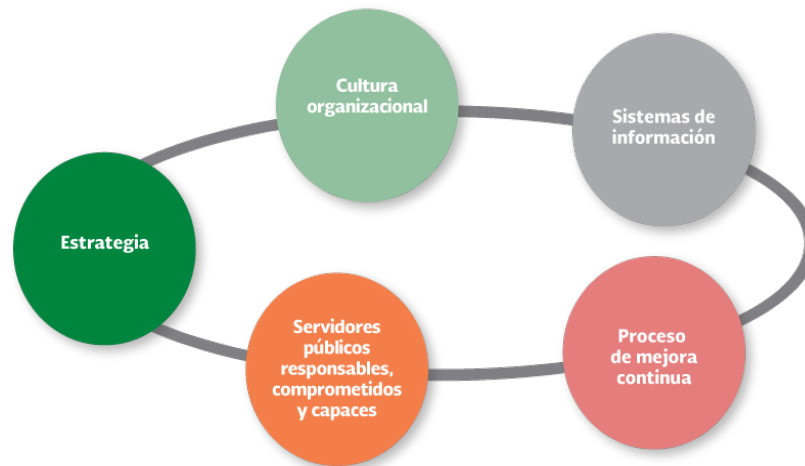 Cultura
organizacional
Sistemas de
información
Estrategia
Servidores
públicos
responsables,
comprometidos
y capaces
Proceso
de mejora
continua